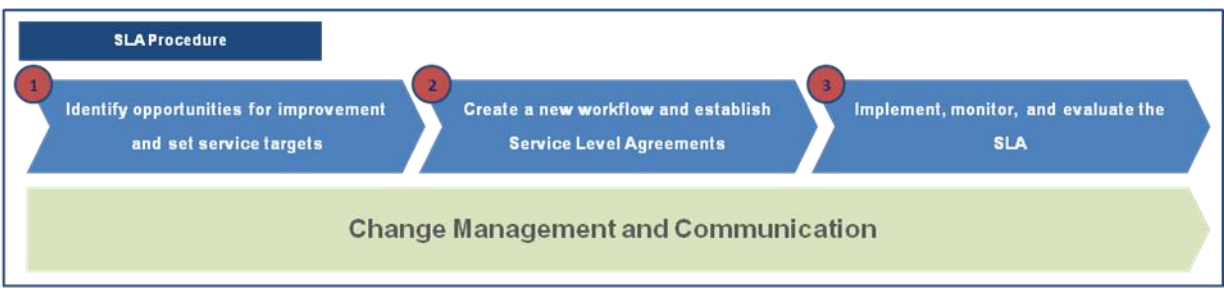 SLA Procedure
1
Identify opportunities for improvement
and set service targets
2
Create a new workflow and establish
Service Level Agreements
3
Implement, monitor, and evaluate the
SLA
Change Management and Communication